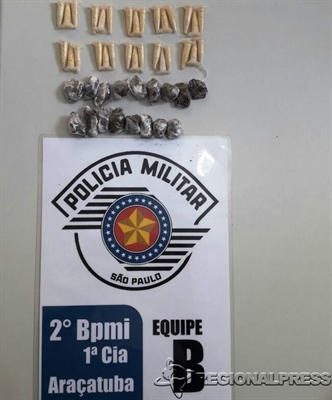 POLICIA MILITAR
SÃO PAULO
2° Bpmi
1ª Cia
Araçatuba
EQUIPE
B
REGIONALPRESS